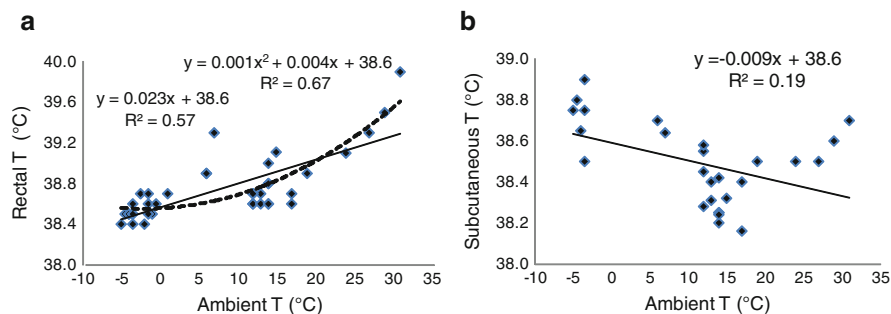 a
y = 0.001x² + 0.004x + 38.6
R² = 0.67
y = 0.023x + 38.6
R² = 0.57
Rectal T (°C)
40.0
39.6
39.2
38.8
38.4
38.0
-10 -5 0 5 10 15 20 25 30 35
Ambient T (°C)
b
y =-0.009x + 38.6
R² = 0.19
Subcutaneous T (°C)
39.0
38.8
38.6
38.4
38.2
38.0
-10 -5 0 5 10 15 20 25 30 35
Ambient T (°C)